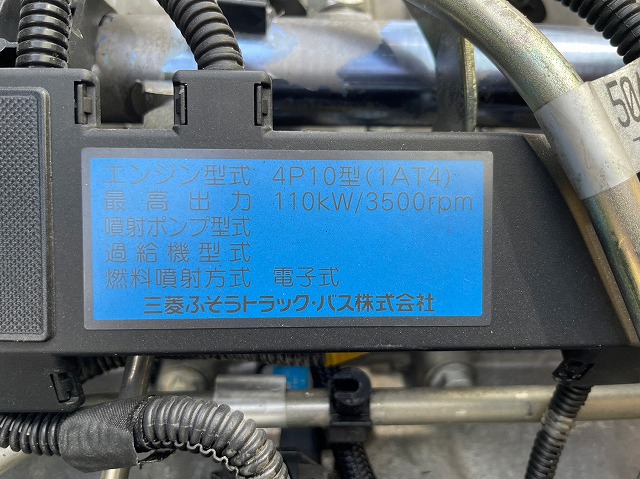 エンジン型式 4P10型(1AT4)
最高出力 110kW/3500rpm
噴射ポンプ型式
過給機型式
燃料噴射方式 電子式
三菱ふそうトラック・バス株式会社